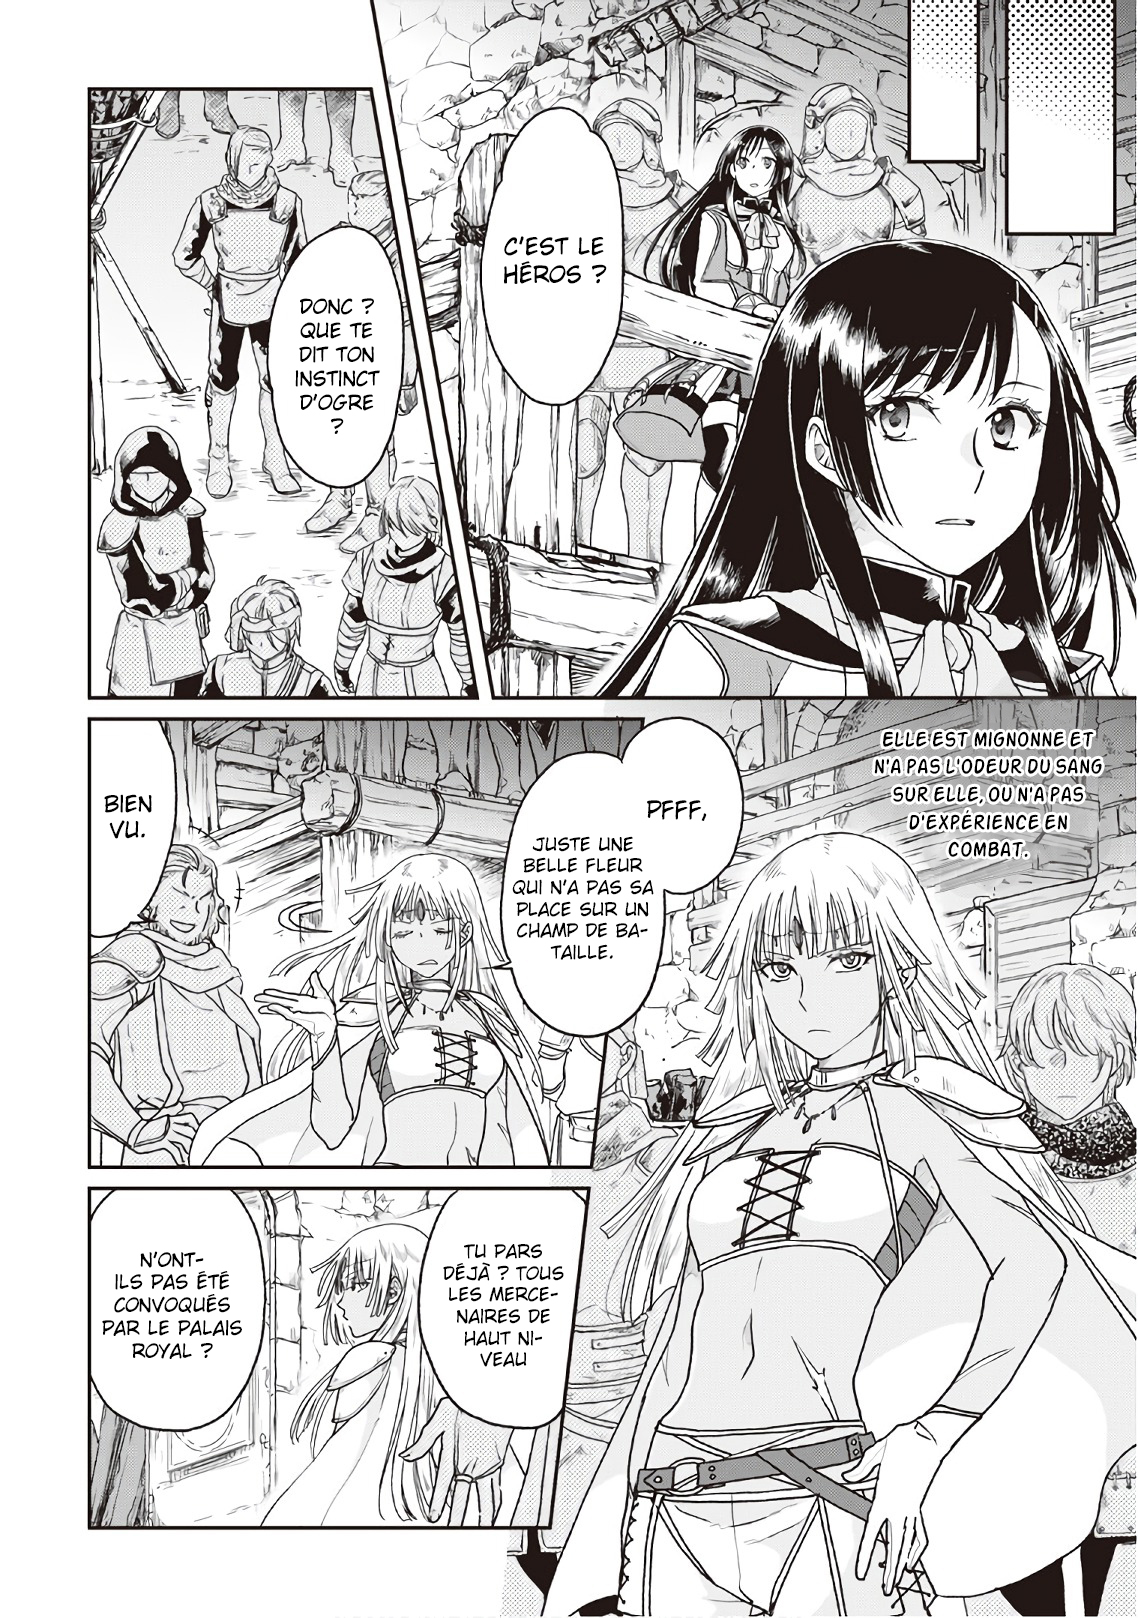 C'EST LE
HÉROS ?
DONC ?
QUE TE
DIT TON
INSTINCT
D'OGRE
?
ELLE EST MIGNONNE ET
N'A PAS L'ODEUR DU SANG
SUR ELLE, OU N'A PAS
D'EXPÉRIENCE EN
COMBAT.
PFFF,
JUSTE UNE
BELLE FLEUR
QUI N'A PAS SA
PLACE SUR UN
CHAMP DE BA-
TAILLE.
BIEN
VU.
TU PARS
DÉJÀ ? TOUS
LES MERCE-
NAIRES DE
HAUT NI-
VEAU
N'ONT-
ILS PAS ÉTÉ
CONVOQUÉS
PAR LE PALAIS
ROYAL ?